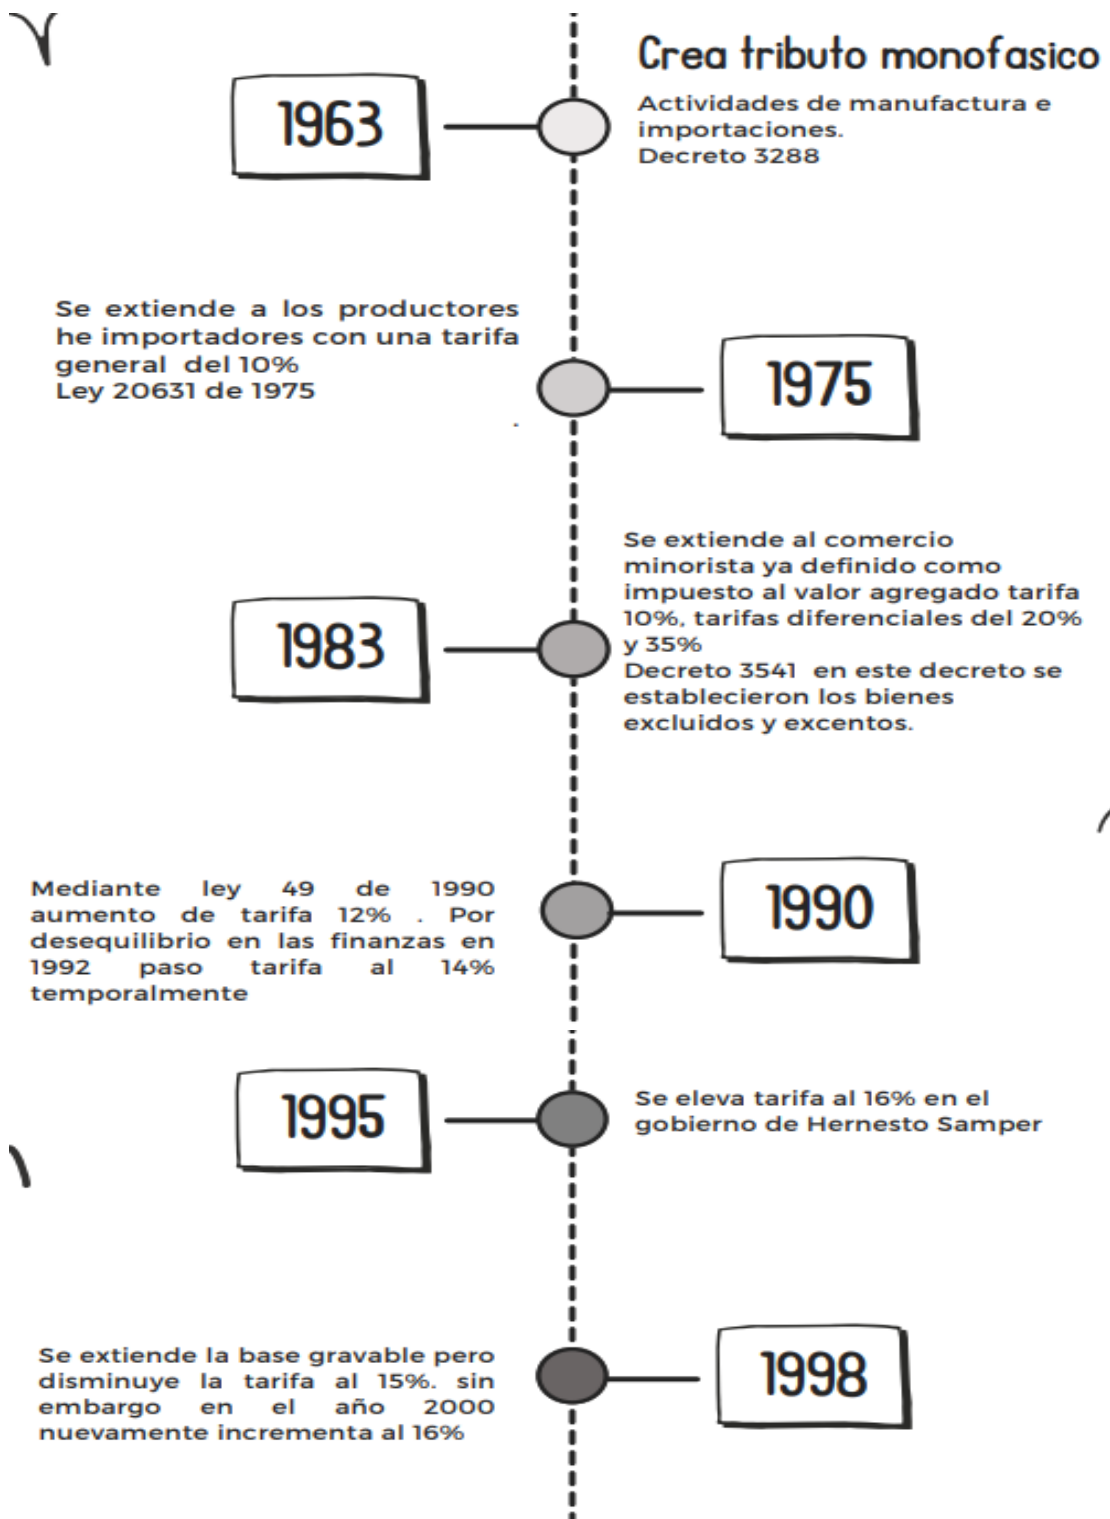 Crea tributo monofasico
1963
Actividades de manufactura e
importaciones.
Decreto 3288
Se extiende a los productores
he importadores con una tarifa
general del 10%
Ley 20631 de 1975
1975
.
Se extiende al comercio
minorista ya definido como
impuesto al valor agregado tarifa
10%, tarifas diferenciales del 20%
y 35%
Decreto 3541 en este decreto se
establecieron los bienes
excluidos y excentos.
1983
Mediante ley 49 de 1990
aumento de tarifa 12% . Por
desequilibrio en las finanzas en
1992 paso tarifa al 14%
temporalmente
1990
1995
Se eleva tarifa al 16% en el
gobierno de Hernesto Samper
Se extiende la base gravable pero
disminuye la tarifa al 15%. sin
embargo en el año 2000
nuevamente incrementa al 16%
1998